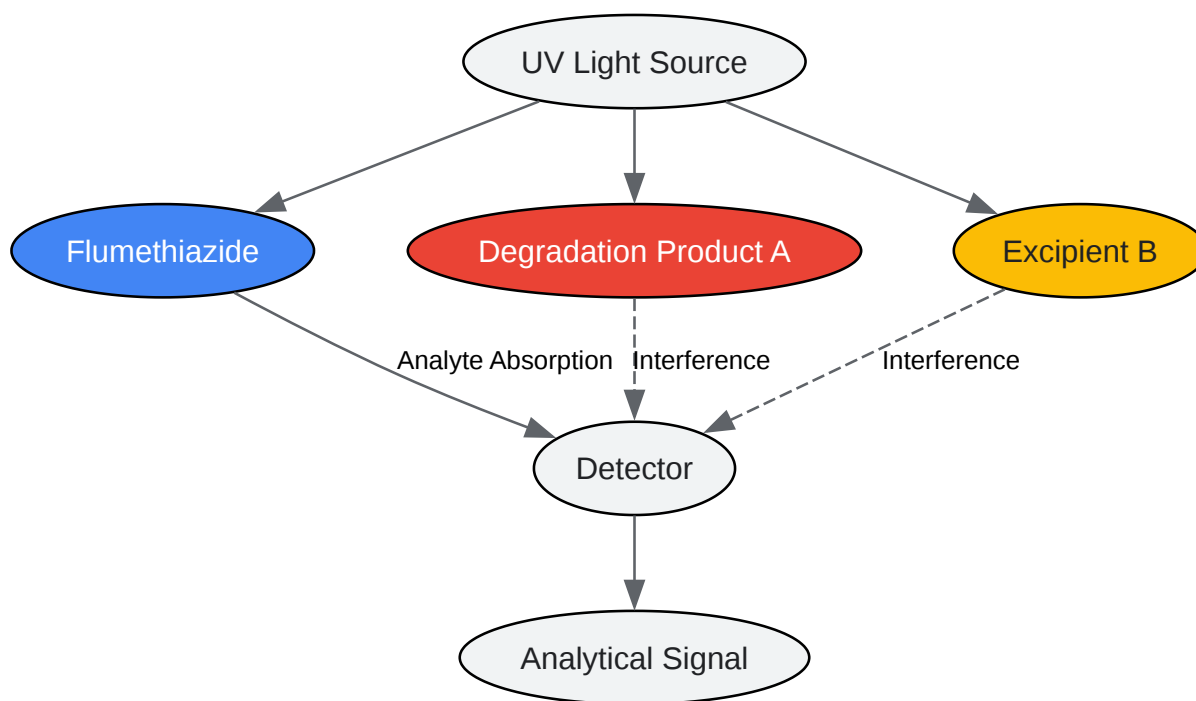 UV Light Source
Flumethiazide
Degradation Product A
Excipient B
Analyte Absorption
Interference
Interference
Detector
Analytical Signal